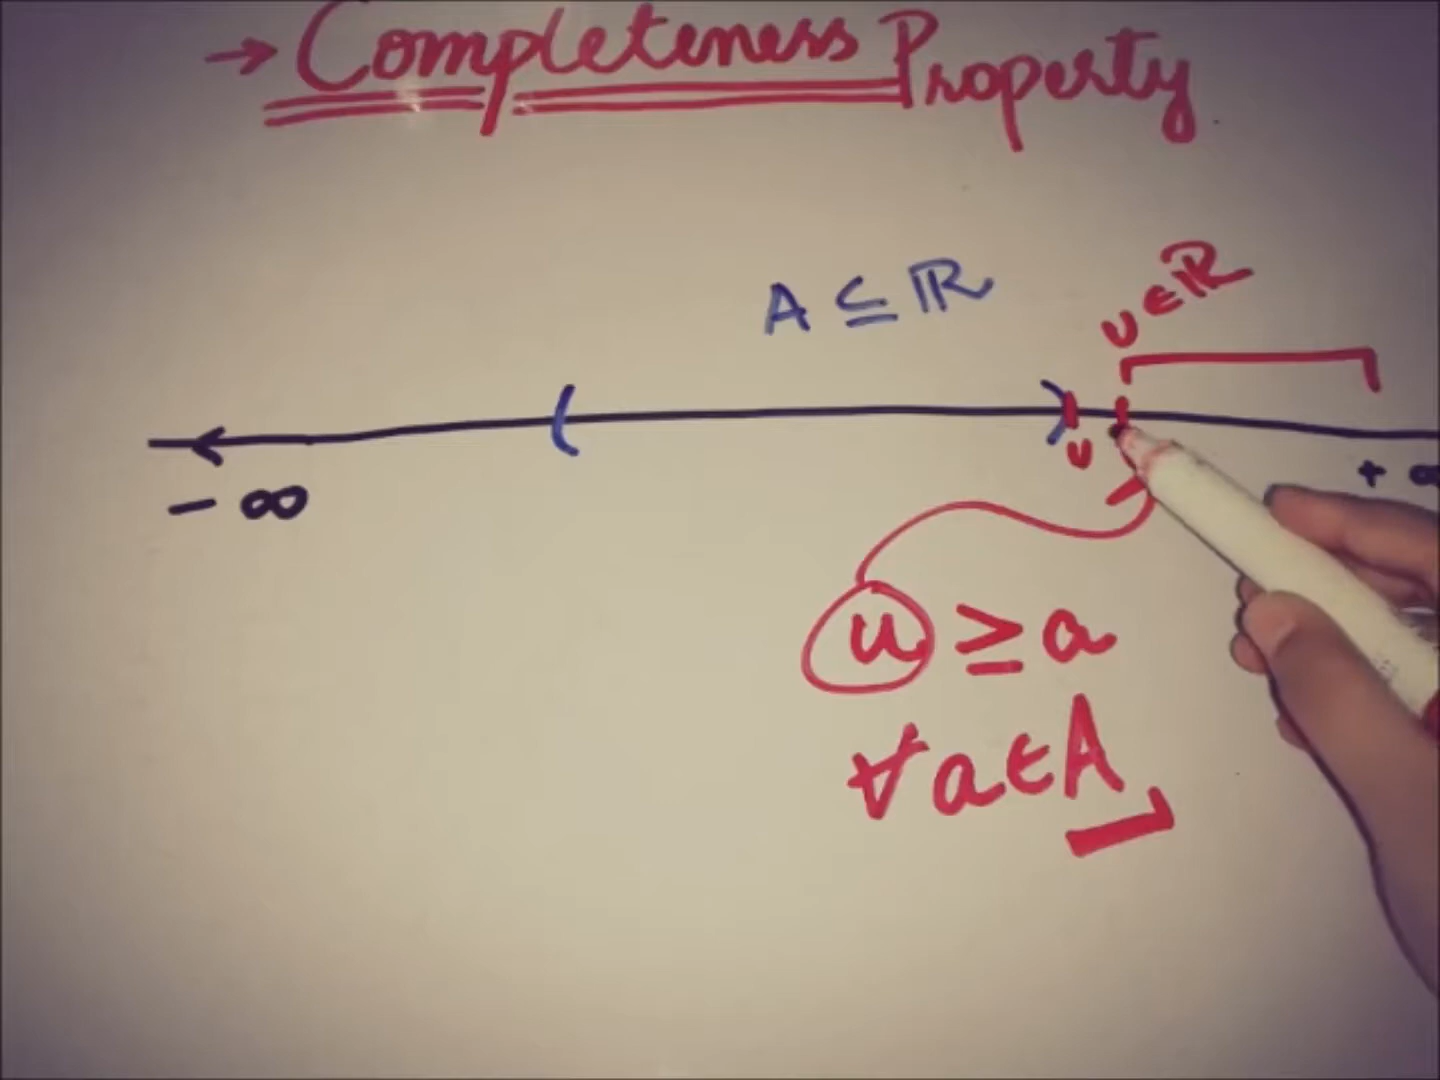 → Completeness Property
A ⊆ ℝ
u ∈ ℝ
u
- ∞
+ ∞
u ≥ a
∀ a ∈ A